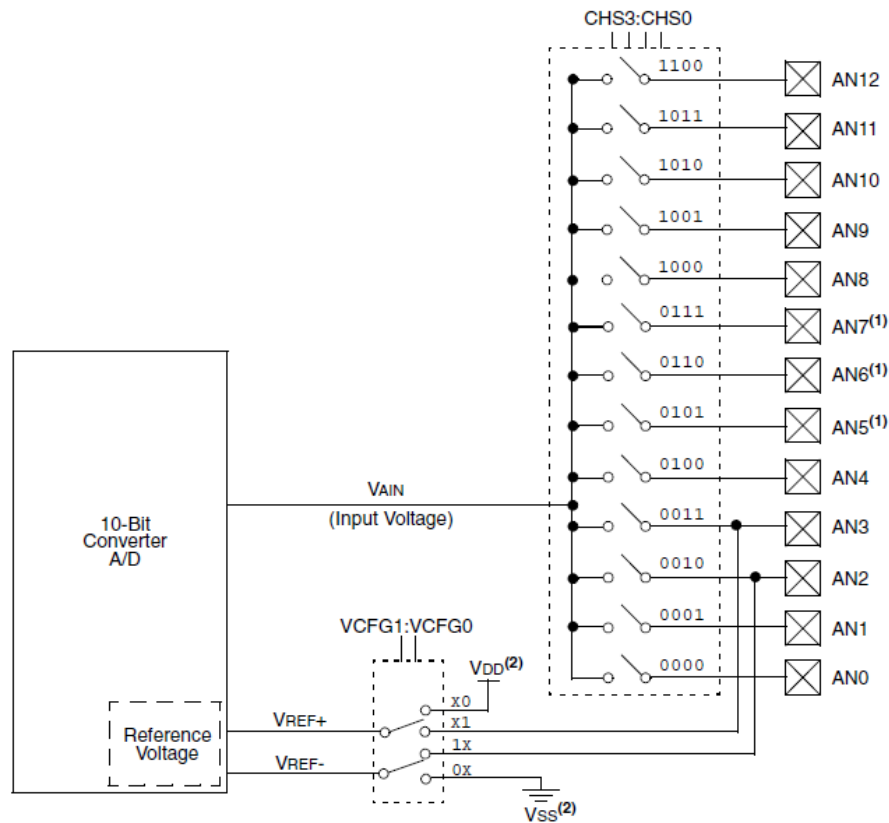 CHS3:CHS0
1100
AN12
1011
AN11
1010
AN10
1001
AN9
1000
AN8
0111
AN7(1)
0110
AN6(1)
0101
AN5(1)
0100
AN4
VAIN
(Input Voltage)
0011
AN3
10-Bit
Converter
A/D
0010
AN2
0001
AN1
VCFG1:VCFG0
0000
AN0
VDD(2)
x0
VREF+
x1
Reference
Voltage
1x
VREF-
0x
VSS(2)